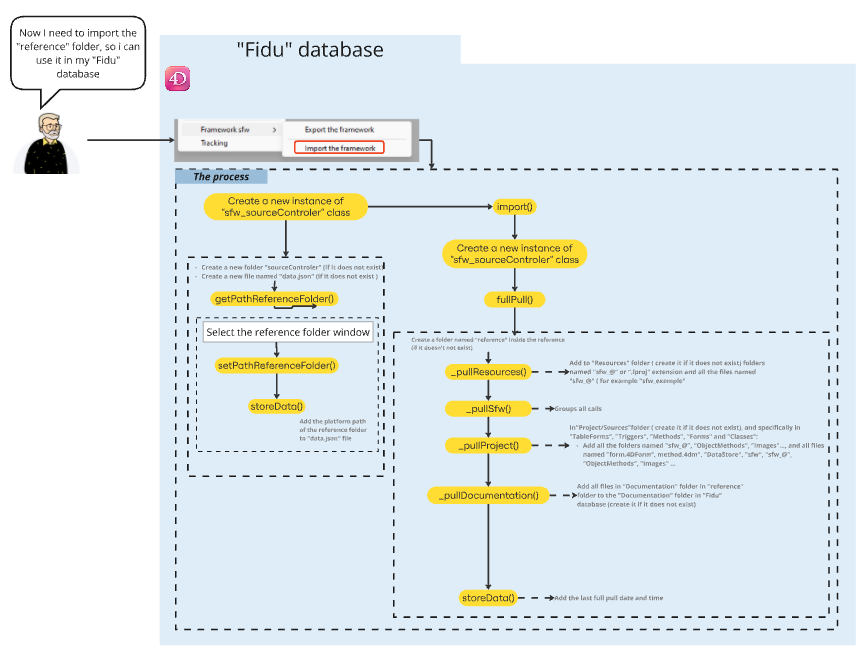 Now I need to import the
"reference" folder, so i can
use it in my "Fidu"
database
"Fidu" database
4D
Framework sfw
Tracking
Export the framework
Import the framework
The process
Create a new instance of
"sfw_sourceControler" class
import()
Create a new instance of
"sfw_sourceControler" class
fullPull()
- Create a new folder "sourceControler" (if it does not exist)
- Create a new file named "data.json" (if it does not exist )
getPathReferenceFolder()
Select the reference folder window
setPathReferenceFolder()
storeData()
Add the platform path
of the reference folder
to "data.json" file
Create a folder named "reference" inside the reference
(if it doesn't not exist)
_pullResources()
Add to "Resources" folder ( create it if it does not exist) folders
named "sfw_@" or "./proj" extension and all the files named
"sfw_@" ( for example "sfw_example"
_pullSfw()
Groups all calls
_pullProject()
In"Project/Sources"folder ( create it if it does not exist), and specifically in
"TableForms", "Triggers", "Methods", "Forms" and "Classes":
- Add all the folders named "sfw_@", "ObjectMethods", "Images"..., and all files
named "form.4DForm", method.4dm", "DataStore", "sfw", "sfw_@",
"ObjectMethods", "Images" ...
_pullDocumentation()
Add all files in "Documentation" folder in "reference"
folder to the "Documentation" folder in "Fidu"
database (create it if it does not exist)
storeData()
Add the last full pull date and time